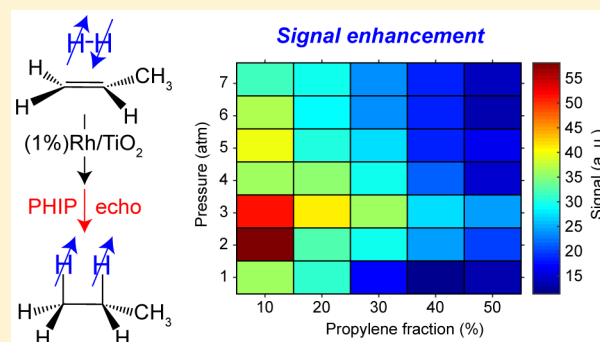 H-H
H
CH3
H
H
(1%)Rh/TiO2
PHIP echo
H H
H
CH3
H
H
Signal enhancement
Pressure (atm)
7
6
5
4
3
2
1
10 20 30 40 50
Propylene fraction (%)
55
50
45
40
35
30
25
20
15
Signal (a. u.)